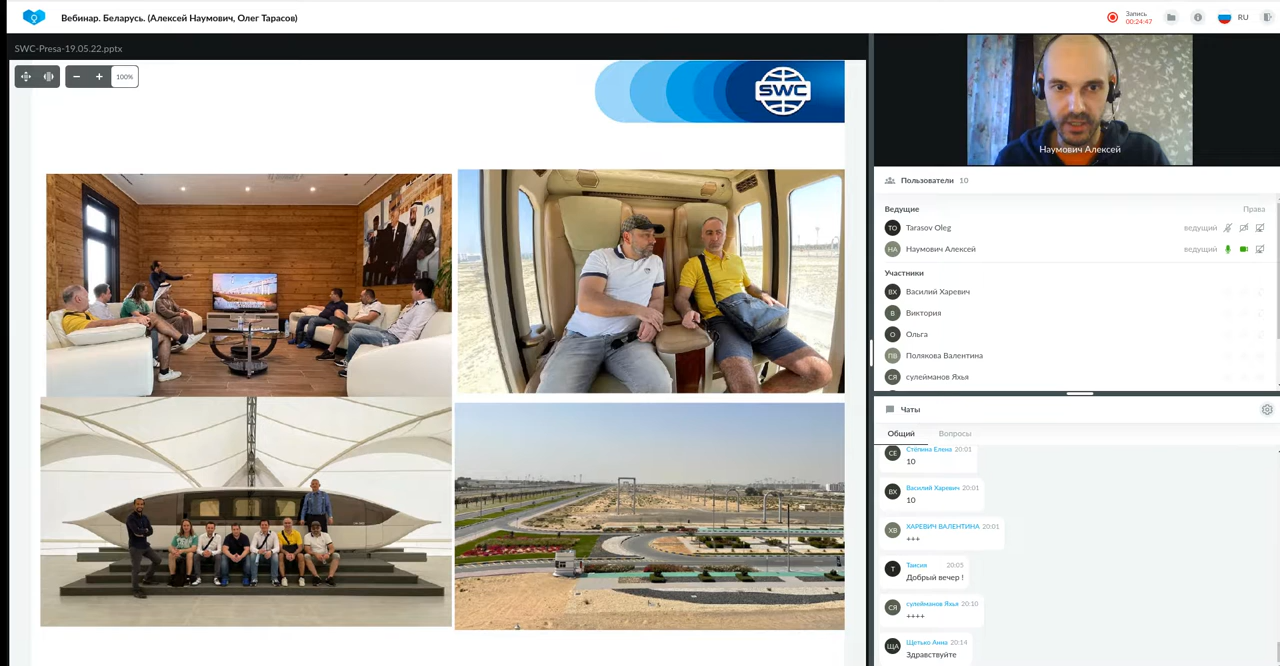 Вебинар. Беларусь. (Алексей Наумович, Олег Тарасов)
Запись
00:24:47
RU
SWC-Presa-19.05.22.pptx
100%
SWC
Наумович Алексей
Пользователи 10
Ведущие Права
TO Tarasov Oleg ведущий
НА Наумович Алексей ведущий
Участники
ВХ Василий Харевич
В Виктория
О Ольга
ПВ Полякова Валентина
СЯ сулейманов Яхья
Чаты
Общий Вопросы
СЕ Стёпина Елена 20:01
10
ВХ Василий Харевич 20:01
10
ХВ ХАРЕВИЧ ВАЛЕНТИНА 20:01
+++
Т Таисия 20:05
Добрый вечер !
СЯ сулейманов Яхья 20:10
++++
ЩА Щетько Анна 20:14
Здравствуйте